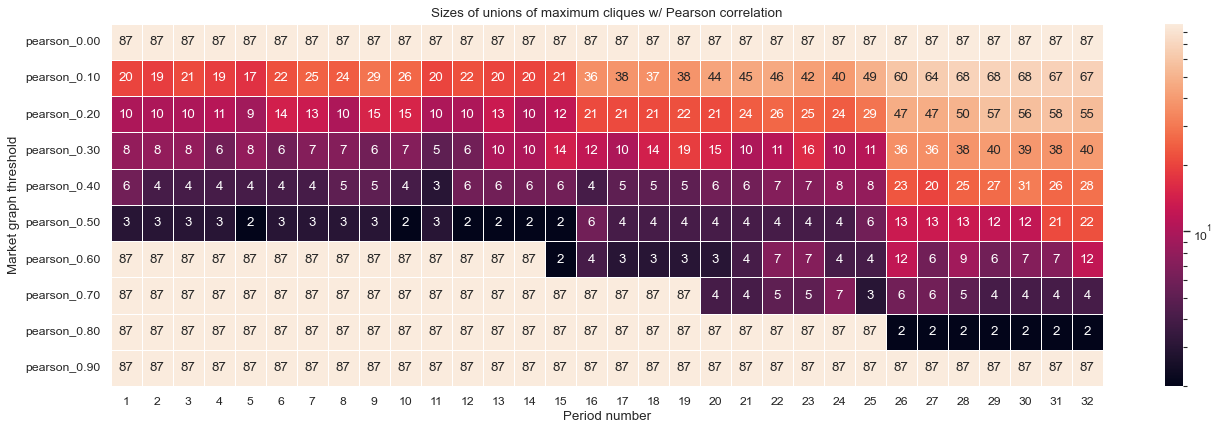 Sizes of unions of maximum cliques w/ Pearson correlation
Market graph threshold
pearson_0.00 87 87 87 87 87 87 87 87 87 87 87 87 87 87 87 87 87 87 87 87 87 87 87 87 87 87 87 87 87 87 87 87
pearson_0.10 20 19 21 19 17 22 25 24 29 26 20 22 20 20 21 36 38 37 38 44 45 46 42 40 49 60 64 68 68 68 67 67
pearson_0.20 10 10 10 11 9 14 13 10 15 15 10 10 13 10 12 21 21 21 22 21 24 26 25 24 29 47 47 50 57 56 58 55
pearson_0.30 8 8 8 6 8 6 7 7 6 7 5 6 10 10 14 12 10 14 19 15 10 11 16 10 11 36 36 38 40 39 38 40
pearson_0.40 6 4 4 4 4 4 4 5 5 4 3 6 6 6 6 4 5 5 5 6 6 7 7 8 8 23 20 25 27 31 26 28
pearson_0.50 3 3 3 3 2 3 3 3 3 2 3 2 2 2 2 6 4 4 4 4 4 4 4 4 6 13 13 13 12 12 21 22
pearson_0.60 87 87 87 87 87 87 87 87 87 87 87 87 87 87 2 4 3 3 3 3 4 7 7 4 4 12 6 9 6 7 7 12
pearson_0.70 87 87 87 87 87 87 87 87 87 87 87 87 87 87 87 87 87 87 87 4 4 5 5 7 3 6 6 5 4 4 4 4
pearson_0.80 87 87 87 87 87 87 87 87 87 87 87 87 87 87 87 87 87 87 87 87 87 87 87 87 87 2 2 2 2 2 2 2
pearson_0.90 87 87 87 87 87 87 87 87 87 87 87 87 87 87 87 87 87 87 87 87 87 87 87 87 87 87 87 87 87 87 87 87
1 2 3 4 5 6 7 8 9 10 11 12 13 14 15 16 17 18 19 20 21 22 23 24 25 26 27 28 29 30 31 32
Period number
10¹